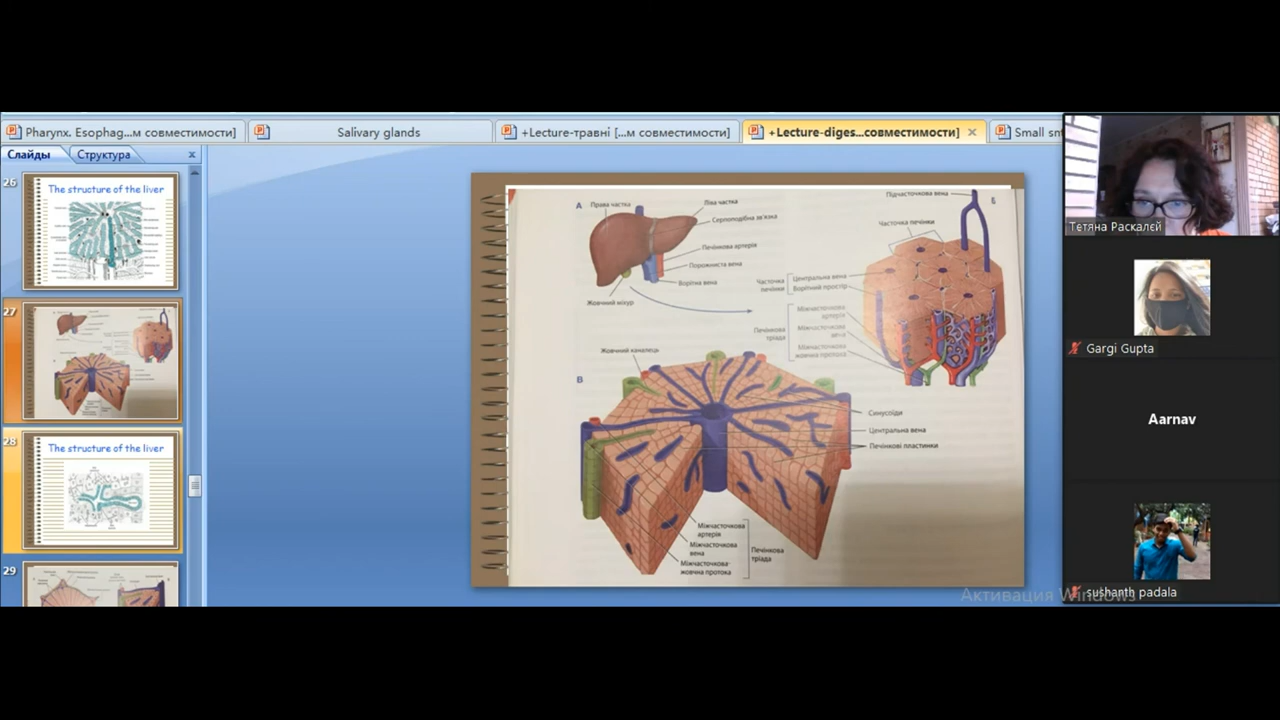 Pharynx. Esophag...м совместимости]
Salivary glands
+Lecture-травні [...м совместимости]
+Lecture-diges...совместимости]
Small snt
Слайды
Структура
26
The structure of the liver
27
28
The structure of the liver
29
А
Права частка
Ліва частка
Серпоподібна зв'язка
Печінкова артерія
Порожниста вена
Ворітна вена
Жовчний міхур
Підчасточкова вена
Б
Часточка печінки
Часточка
печінки
Центральна вена
Ворітний простір
Печінкова
тріада
Міжчасточкова
артерія
Міжчасточкова
вена
Міжчасточкова
жовчна протока
В
Жовчний каналець
Синусоїди
Центральна вена
Печінкові пластинки
Міжчасточкова
артерія
Міжчасточкова
вена
Міжчасточкова
жовчна протока
Печінкова
тріада
Тетяна Раскалєй
Gargi Gupta
Aarnav
sushanth padala
Активация Windows